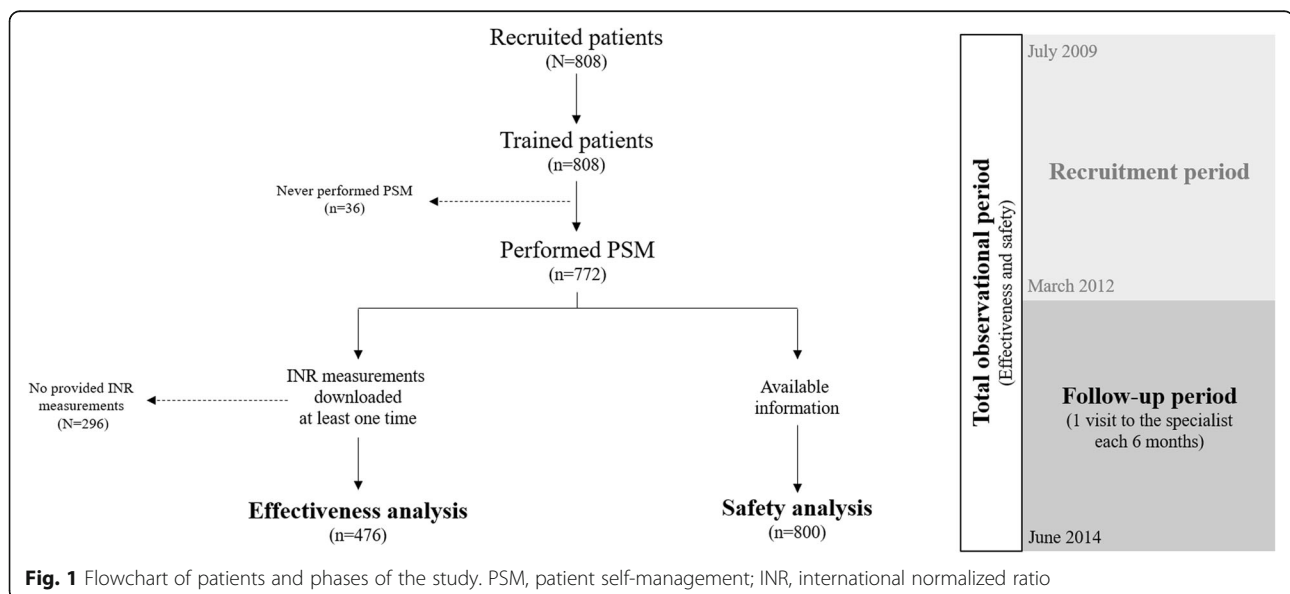 Recruited patients
(N=808)
Trained patients
(n=808)
Never performed PSM
(n=36)
Performed PSM
(n=772)
No provided INR
measurements
(N=296)
INR measurements
downloaded
at least one time
Available
information
Effectiveness analysis
(n=476)
Safety analysis
(n=800)
Total observational period
(Effectiveness and safety)
July 2009
Recruitment period
March 2012
Follow-up period
(1 visit to the specialist
each 6 months)
June 2014
Fig. 1 Flowchart of patients and phases of the study. PSM, patient self-management; INR, international normalized ratio